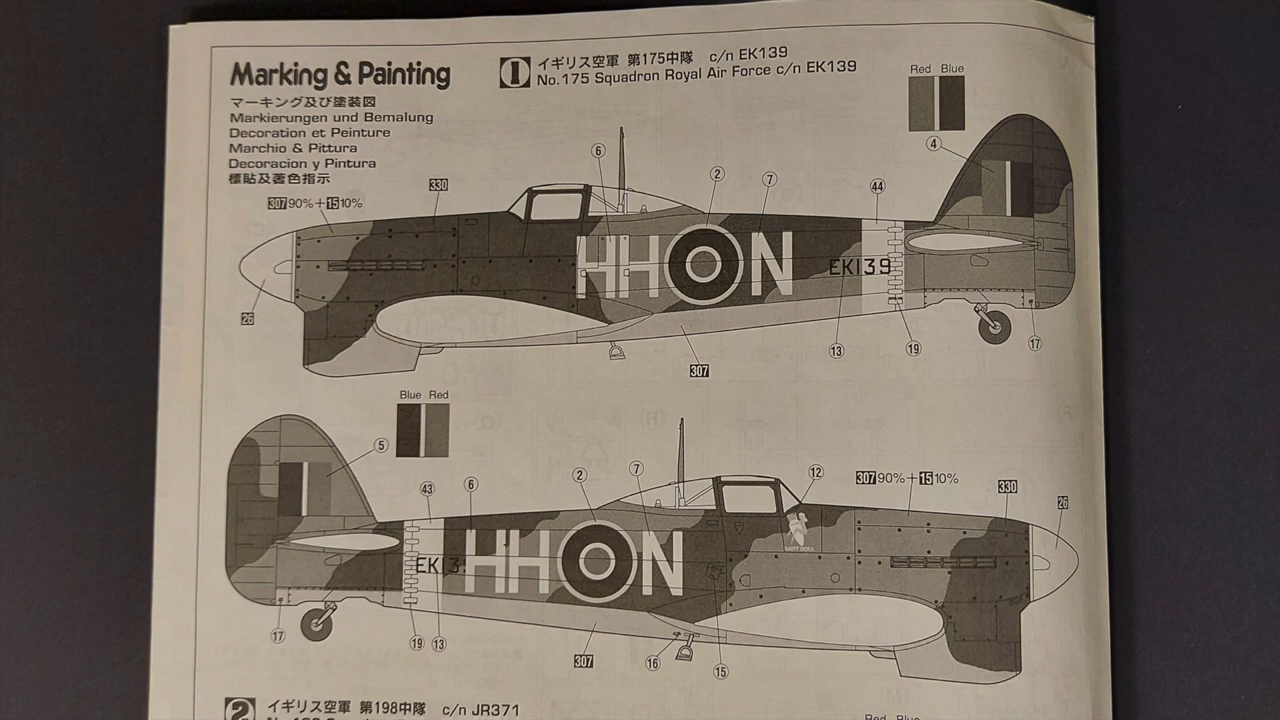 Marking & Painting
マーキング及び塗装図
Markierungen und Bemalung
Decoration et Peinture
Marchio & Pittura
Decoracion y Pintura
標貼及著色指示
1 イギリス空軍 第175中隊 c/n EK139
No.175 Squadron Royal Air Force c/n EK139
Red Blue
4
6
2
7
44
330
307 90%+15 10%
HH N
EK139
26
13
19
17
307
Blue Red
5
43
6
2
7
12
307 90%+15 10%
330
26
EK13
HH N
17
19
13
307
16
15
2 イギリス空軍 第198中隊 c/n JR371
Red Blue